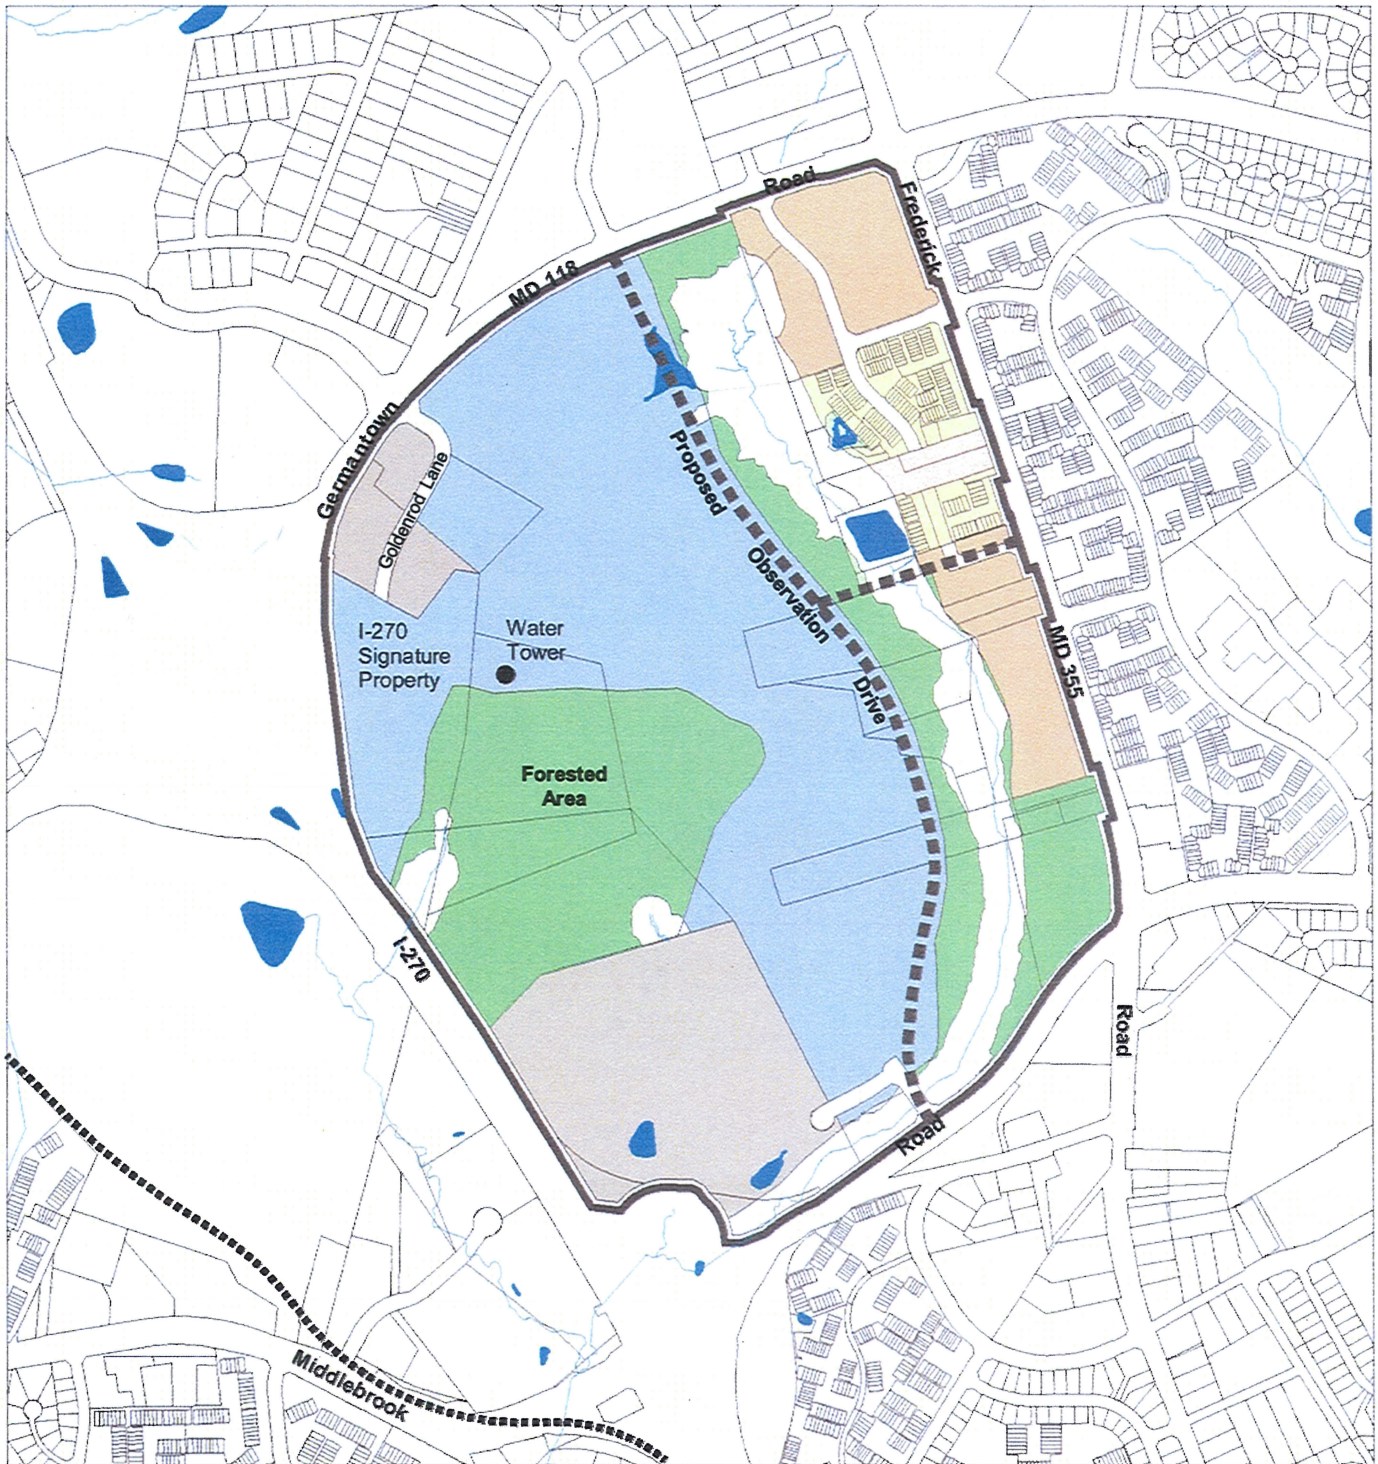 Road
Frederick
MD 118
Germantown
Goldenrod Lane
Proposed
Observation
Drive
I-270
Signature
Property
Water
Tower
MD 355
Forested
Area
I-270
Road
Road
Middlebrook